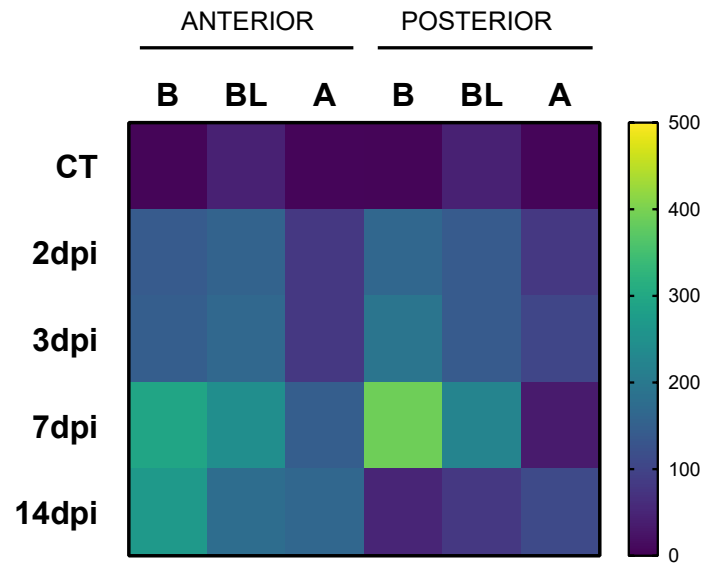 ANTERIOR POSTERIOR
B BL A B BL A
500
CT
400
2dpi
300
3dpi
200
7dpi
100
14dpi
0